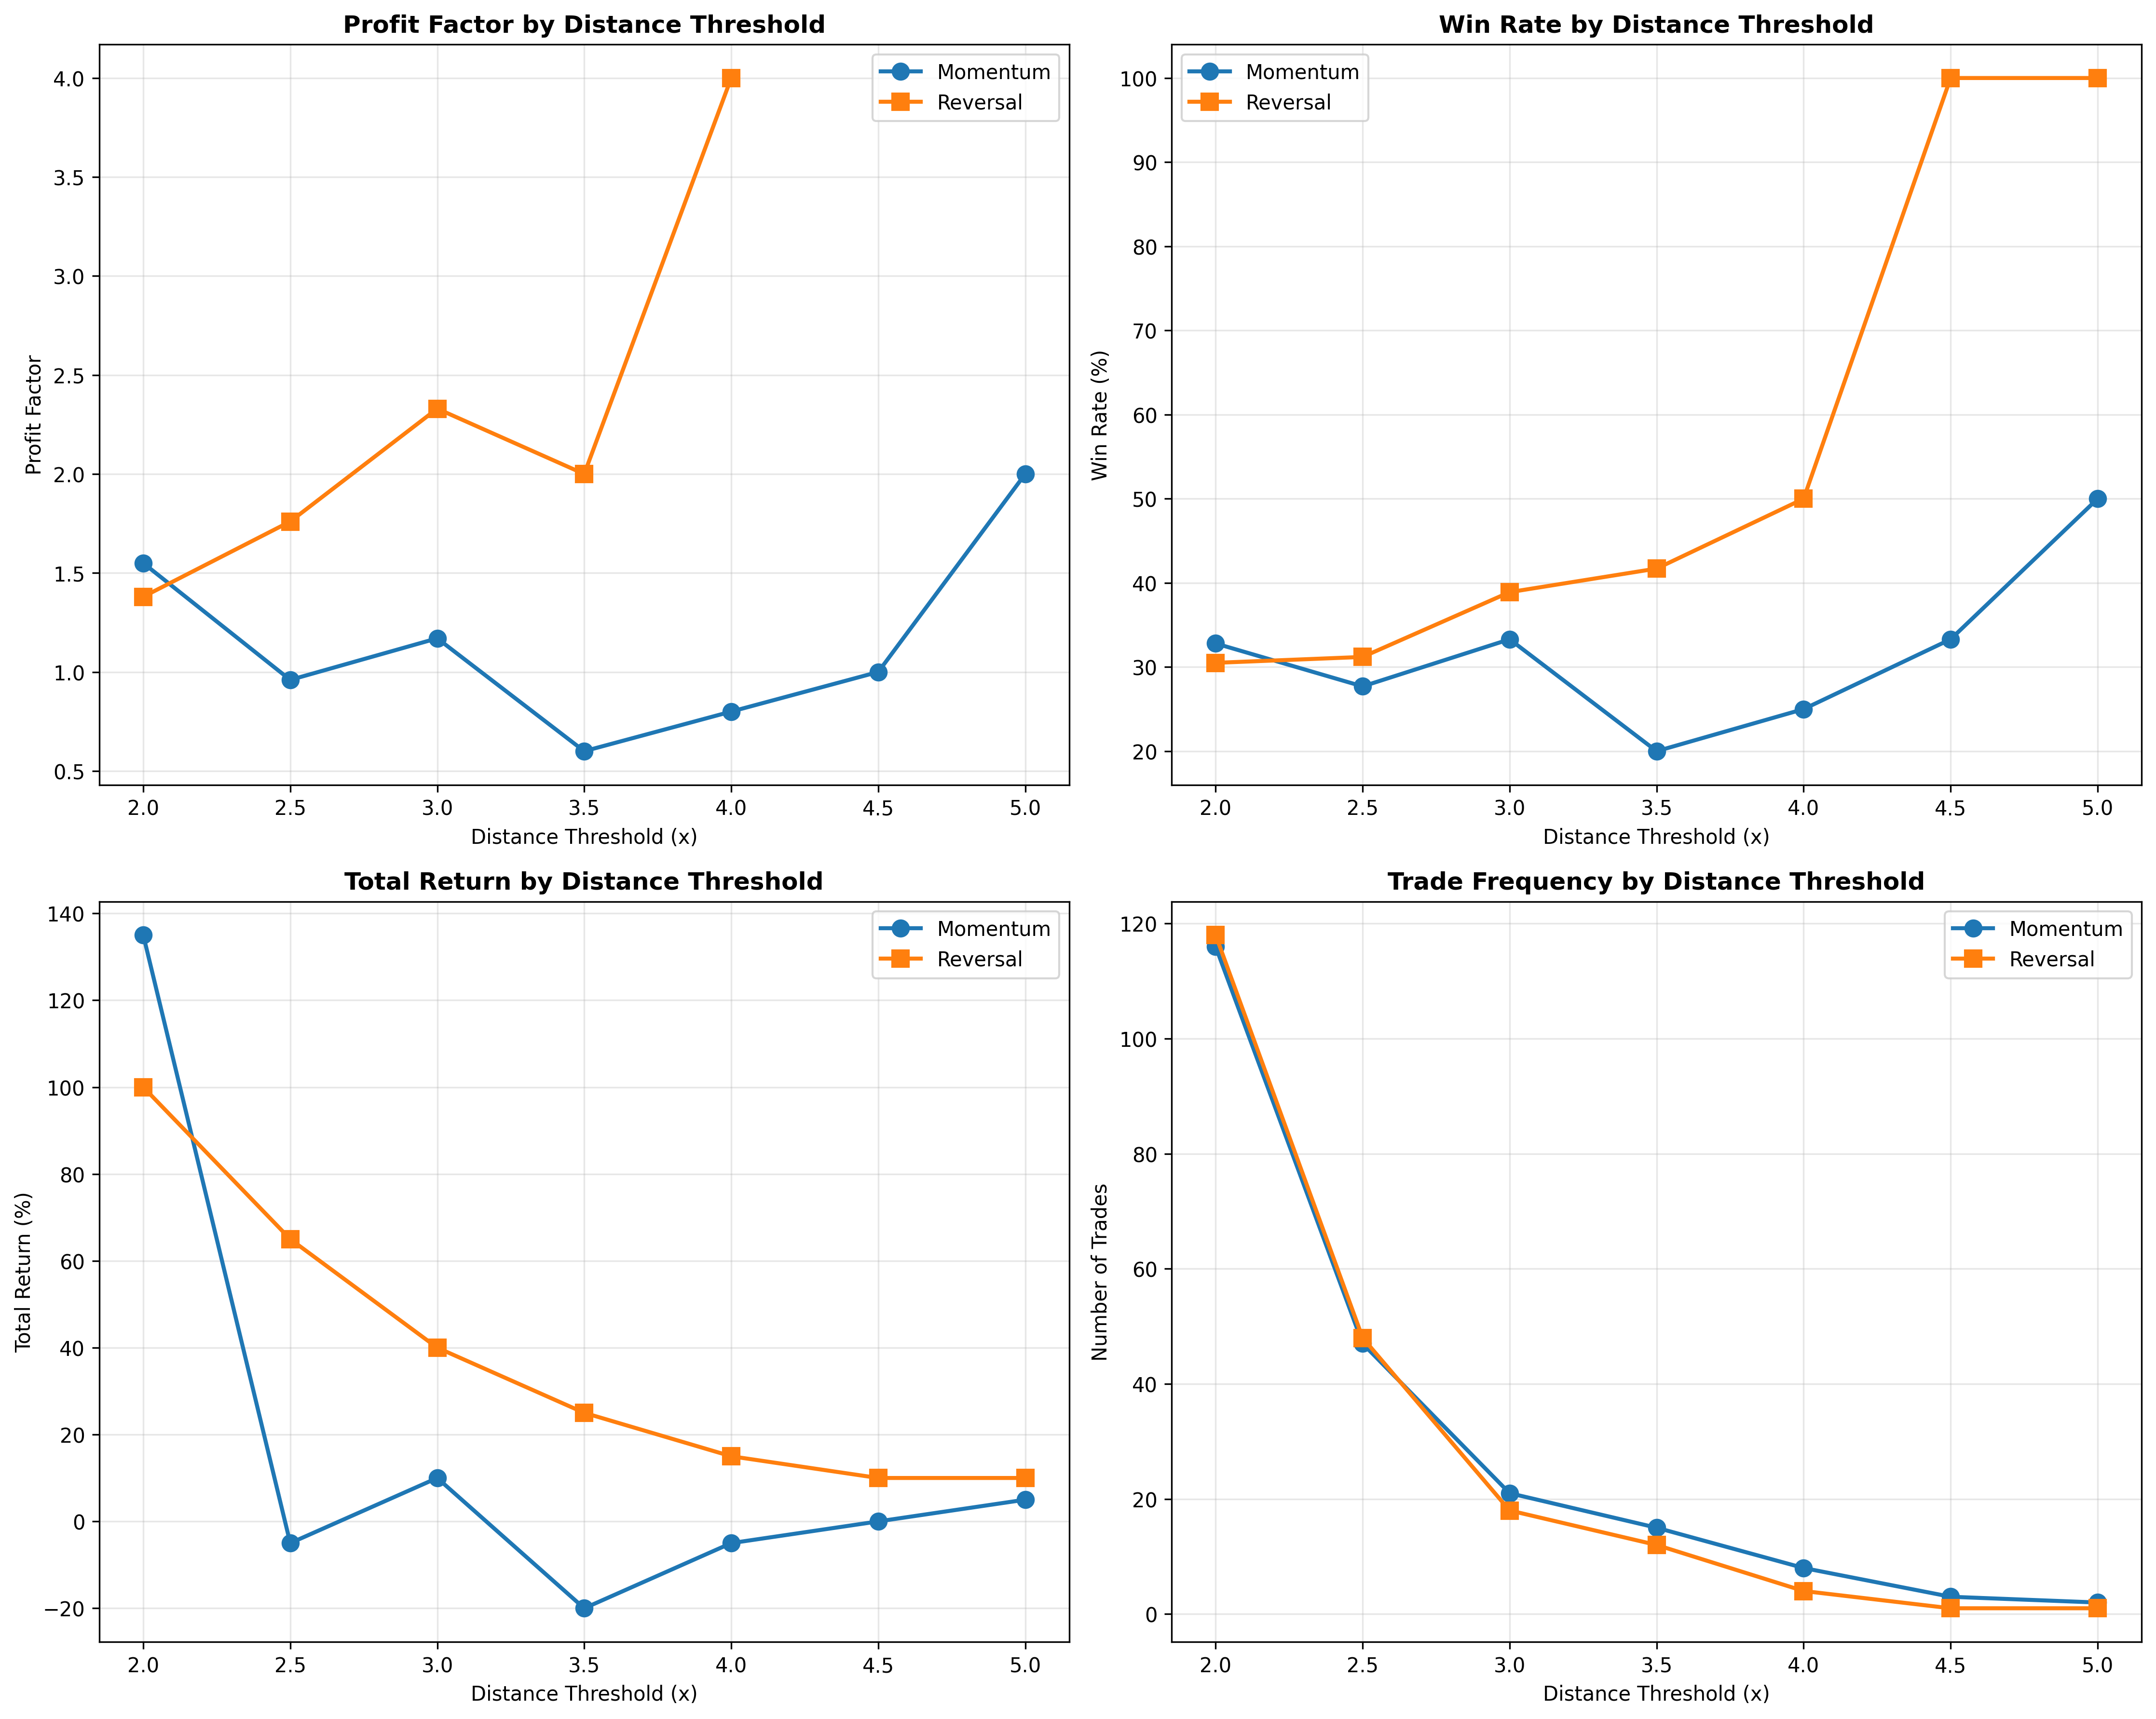 Profit Factor by Distance Threshold
Momentum
Reversal
4.0
3.5
3.0
2.5
2.0
1.5
1.0
0.5
Profit Factor
2.0 2.5 3.0 3.5 4.0 4.5 5.0
Distance Threshold (x)
Win Rate by Distance Threshold
Momentum
Reversal
100
90
80
70
60
50
40
30
20
Win Rate (%)
2.0 2.5 3.0 3.5 4.0 4.5 5.0
Distance Threshold (x)
Total Return by Distance Threshold
Momentum
Reversal
140
120
100
80
60
40
20
0
−20
Total Return (%)
2.0 2.5 3.0 3.5 4.0 4.5 5.0
Distance Threshold (x)
Trade Frequency by Distance Threshold
Momentum
Reversal
120
100
80
60
40
20
0
Number of Trades
2.0 2.5 3.0 3.5 4.0 4.5 5.0
Distance Threshold (x)